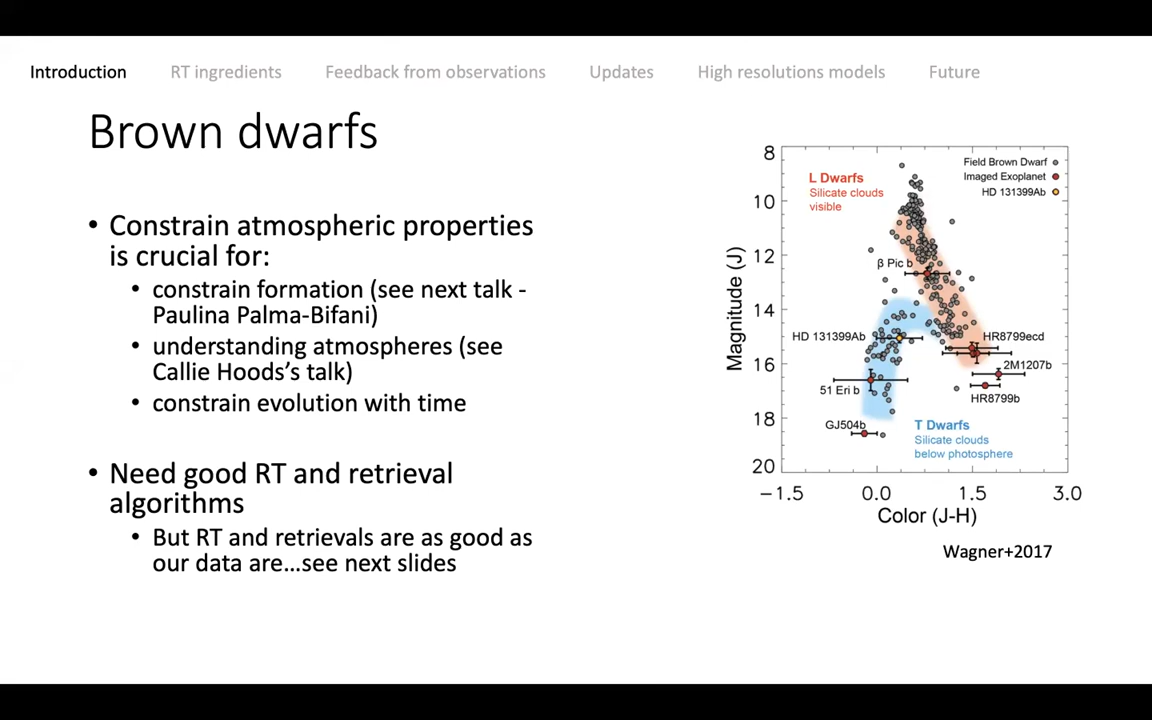 Introduction RT ingredients Feedback from observations Updates High resolutions models Future
Brown dwarfs
• Constrain atmospheric properties
is crucial for:
• constrain formation (see next talk -
Paulina Palma-Bifani)
• understanding atmospheres (see
Callie Hoods's talk)
• constrain evolution with time
• Need good RT and retrieval
algorithms
• But RT and retrievals are as good as
our data are...see next slides
8
10
12
14
16
18
20
Magnitude (J)
Field Brown Dwarf
Imaged Exoplanet
HD 131399Ab
L Dwarfs
Silicate clouds
visible
β Pic b
HD 131399Ab
HR8799ecd
2M1207b
51 Eri b
HR8799b
GJ504b
T Dwarfs
Silicate clouds
below photosphere
−1.5 0.0 1.5 3.0
Color (J-H)
Wagner+2017